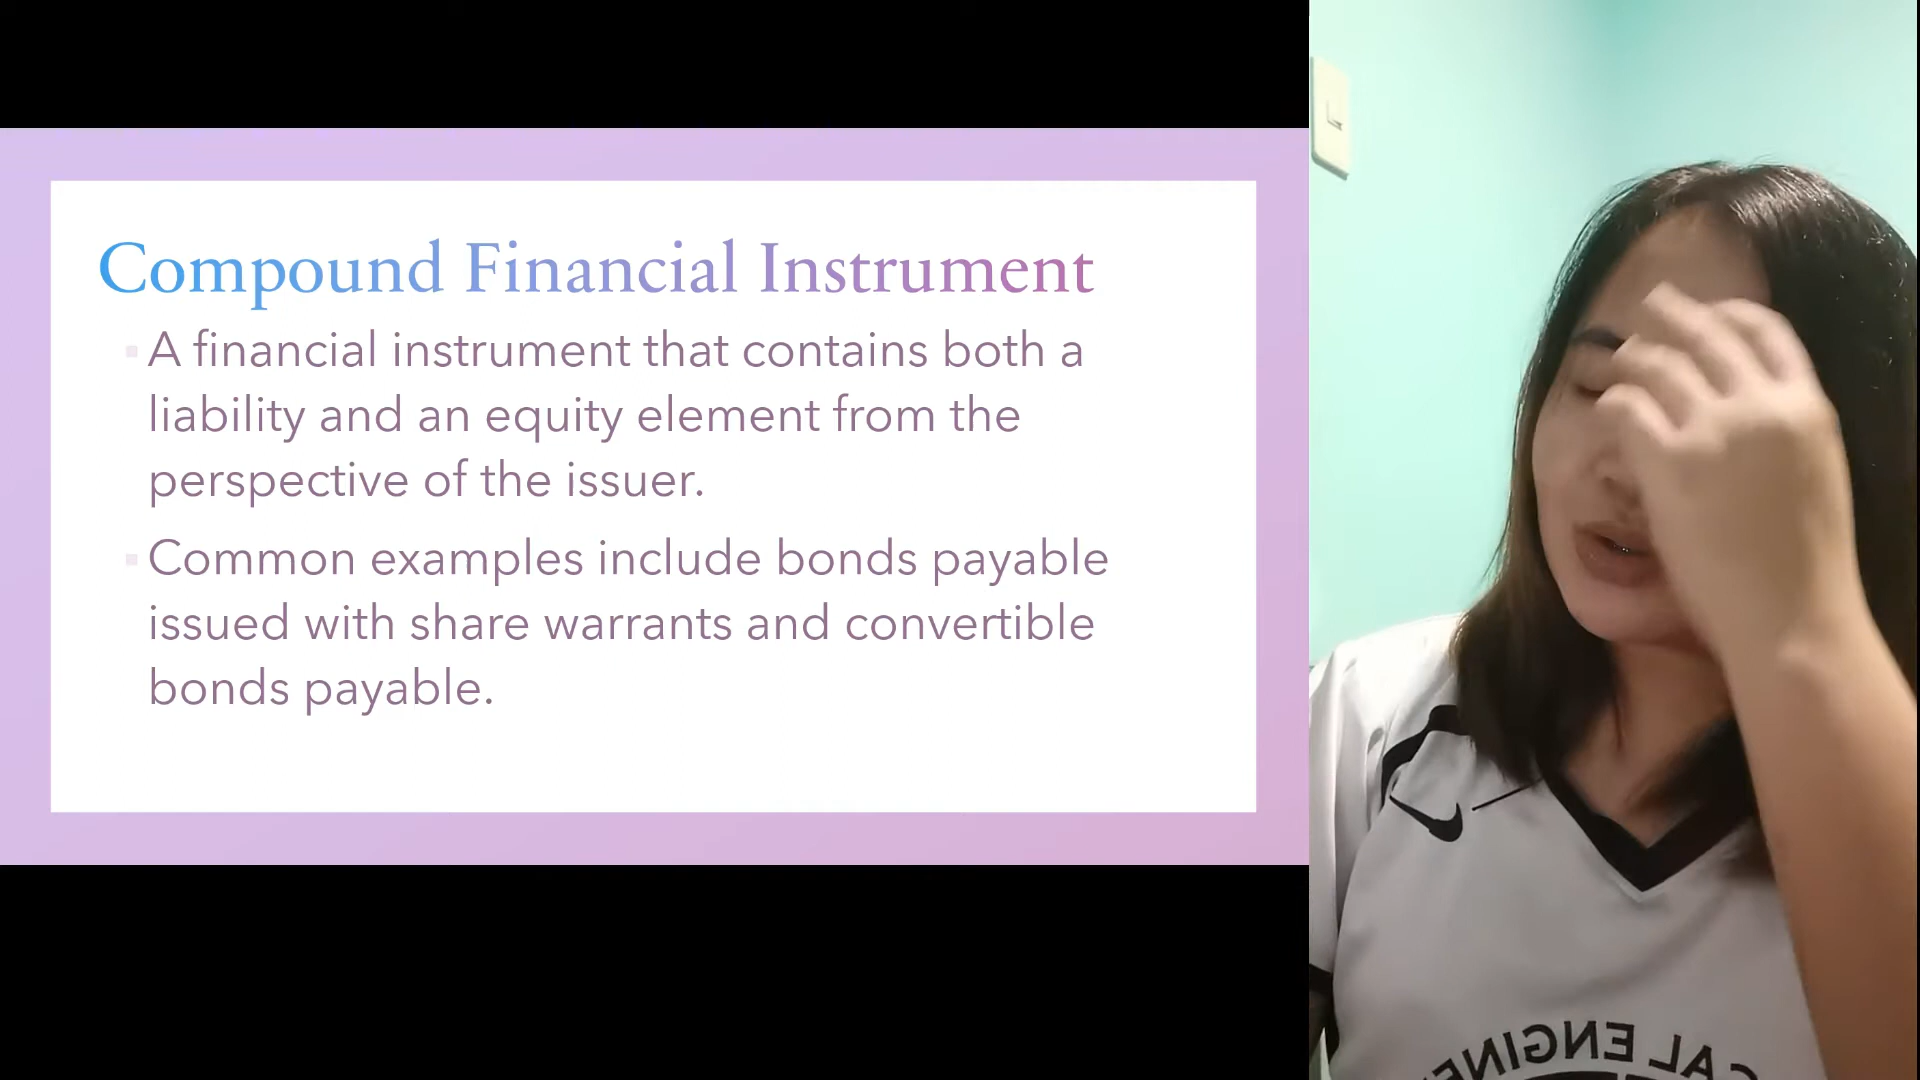 Compound Financial Instrument
A financial instrument that contains both a
liability and an equity element from the
perspective of the issuer.
Common examples include bonds payable
issued with share warrants and convertible
bonds payable.